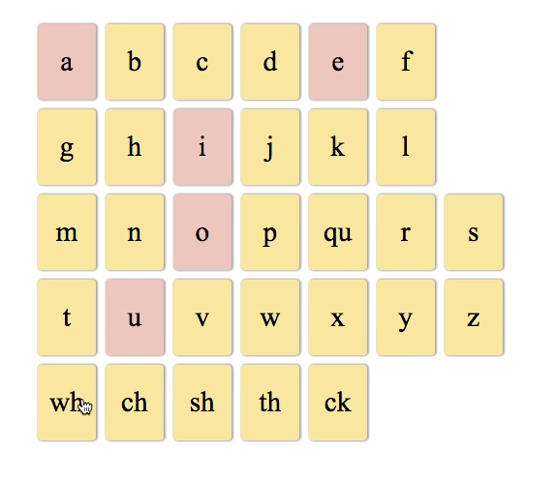 a b c d e f
g h i j k l
m n o p qu r s
t u v w x y z
wh ch sh th ck